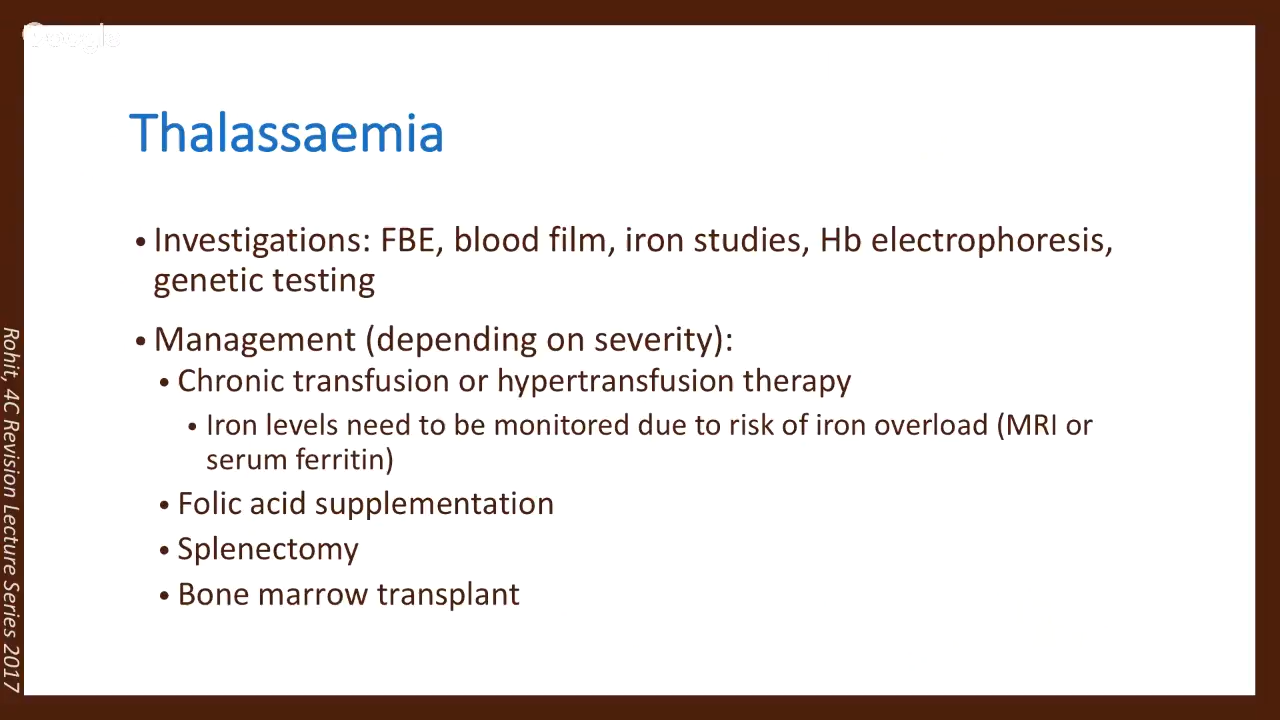 Google
Thalassaemia
• Investigations: FBE, blood film, iron studies, Hb electrophoresis,
genetic testing
• Management (depending on severity):
• Chronic transfusion or hypertransfusion therapy
• Iron levels need to be monitored due to risk of iron overload (MRI or
serum ferritin)
• Folic acid supplementation
• Splenectomy
• Bone marrow transplant
Rohit, 4C Revision Lecture Series 2017